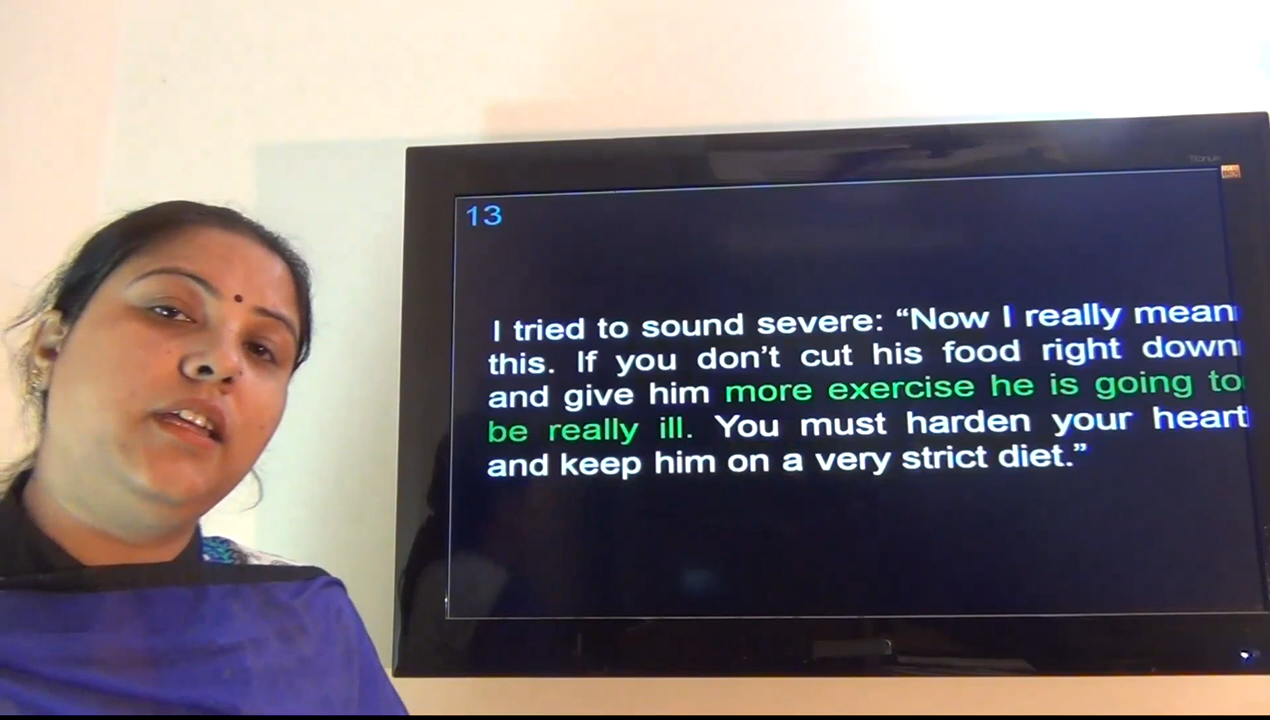 Titanium
13
I tried to sound severe: “Now I really mean
this. If you don’t cut his food right down
and give him more exercise he is going to
be really ill. You must harden your heart
and keep him on a very strict diet.”